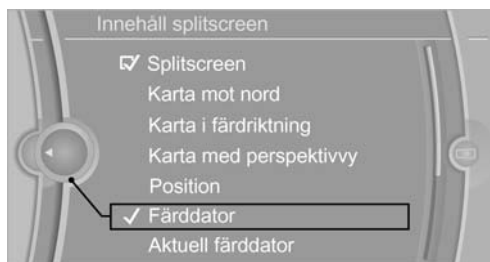 Innehåll splitscreen
Splitscreen
Karta mot nord
Karta i färdriktning
Karta med perspektivvy
Position
Färddator
Aktuell färddator